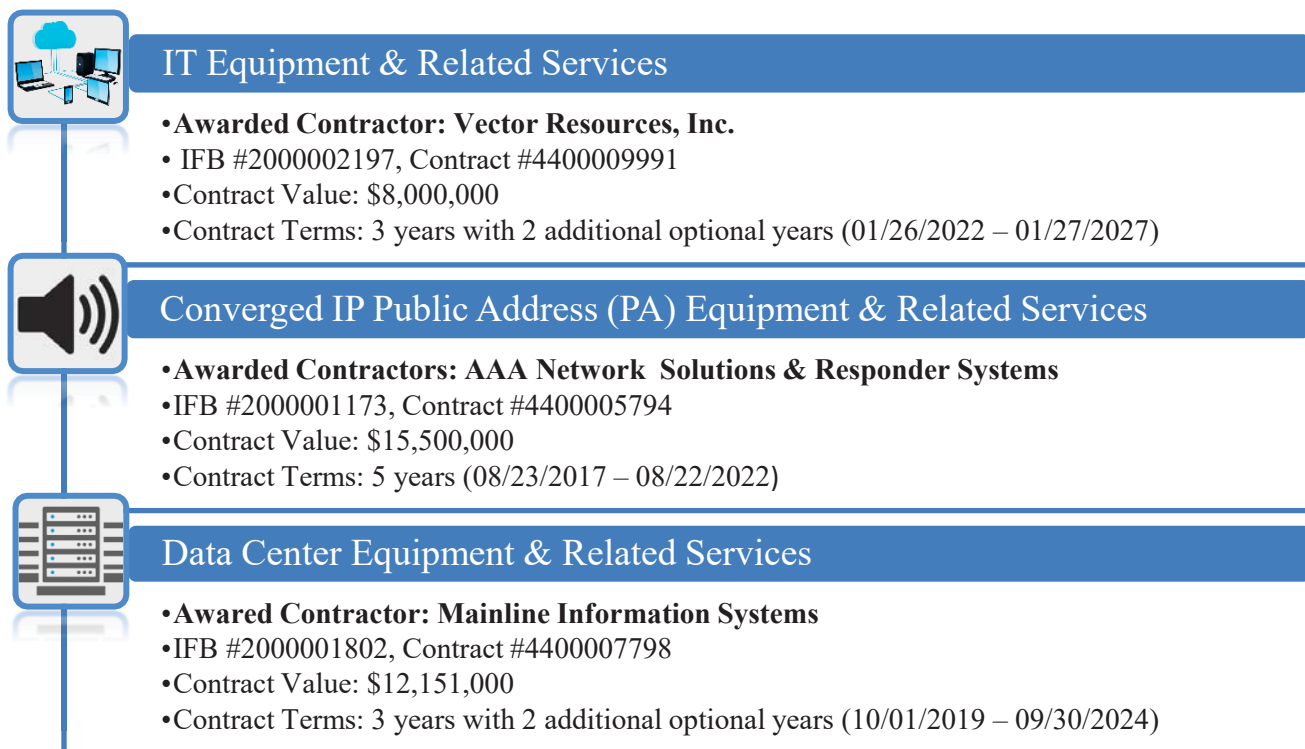 IT Equipment & Related Services
•Awarded Contractor: Vector Resources, Inc.
• IFB #2000002197, Contract #4400009991
•Contract Value: $8,000,000
•Contract Terms: 3 years with 2 additional optional years (01/26/2022 – 01/27/2027)
Converged IP Public Address (PA) Equipment & Related Services
•Awarded Contractors: AAA Network Solutions & Responder Systems
•IFB #2000001173, Contract #4400005794
•Contract Value: $15,500,000
•Contract Terms: 5 years (08/23/2017 – 08/22/2022)
Data Center Equipment & Related Services
•Awared Contractor: Mainline Information Systems
•IFB #2000001802, Contract #4400007798
•Contract Value: $12,151,000
•Contract Terms: 3 years with 2 additional optional years (10/01/2019 – 09/30/2024)